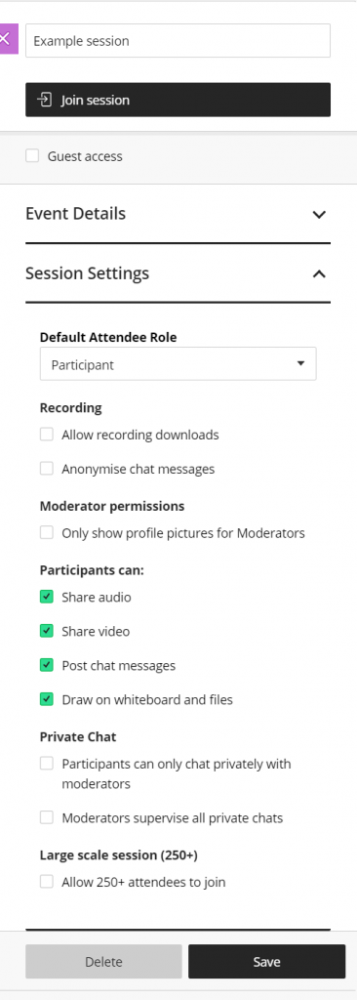 Example session
Join session
Guest access
Event Details
Session Settings
Default Attendee Role
Participant
Recording
Allow recording downloads
Anonymise chat messages
Moderator permissions
Only show profile pictures for Moderators
Participants can:
Share audio
Share video
Post chat messages
Draw on whiteboard and files
Private Chat
Participants can only chat privately with
moderators
Moderators supervise all private chats
Large scale session (250+)
Allow 250+ attendees to join
Delete
Save